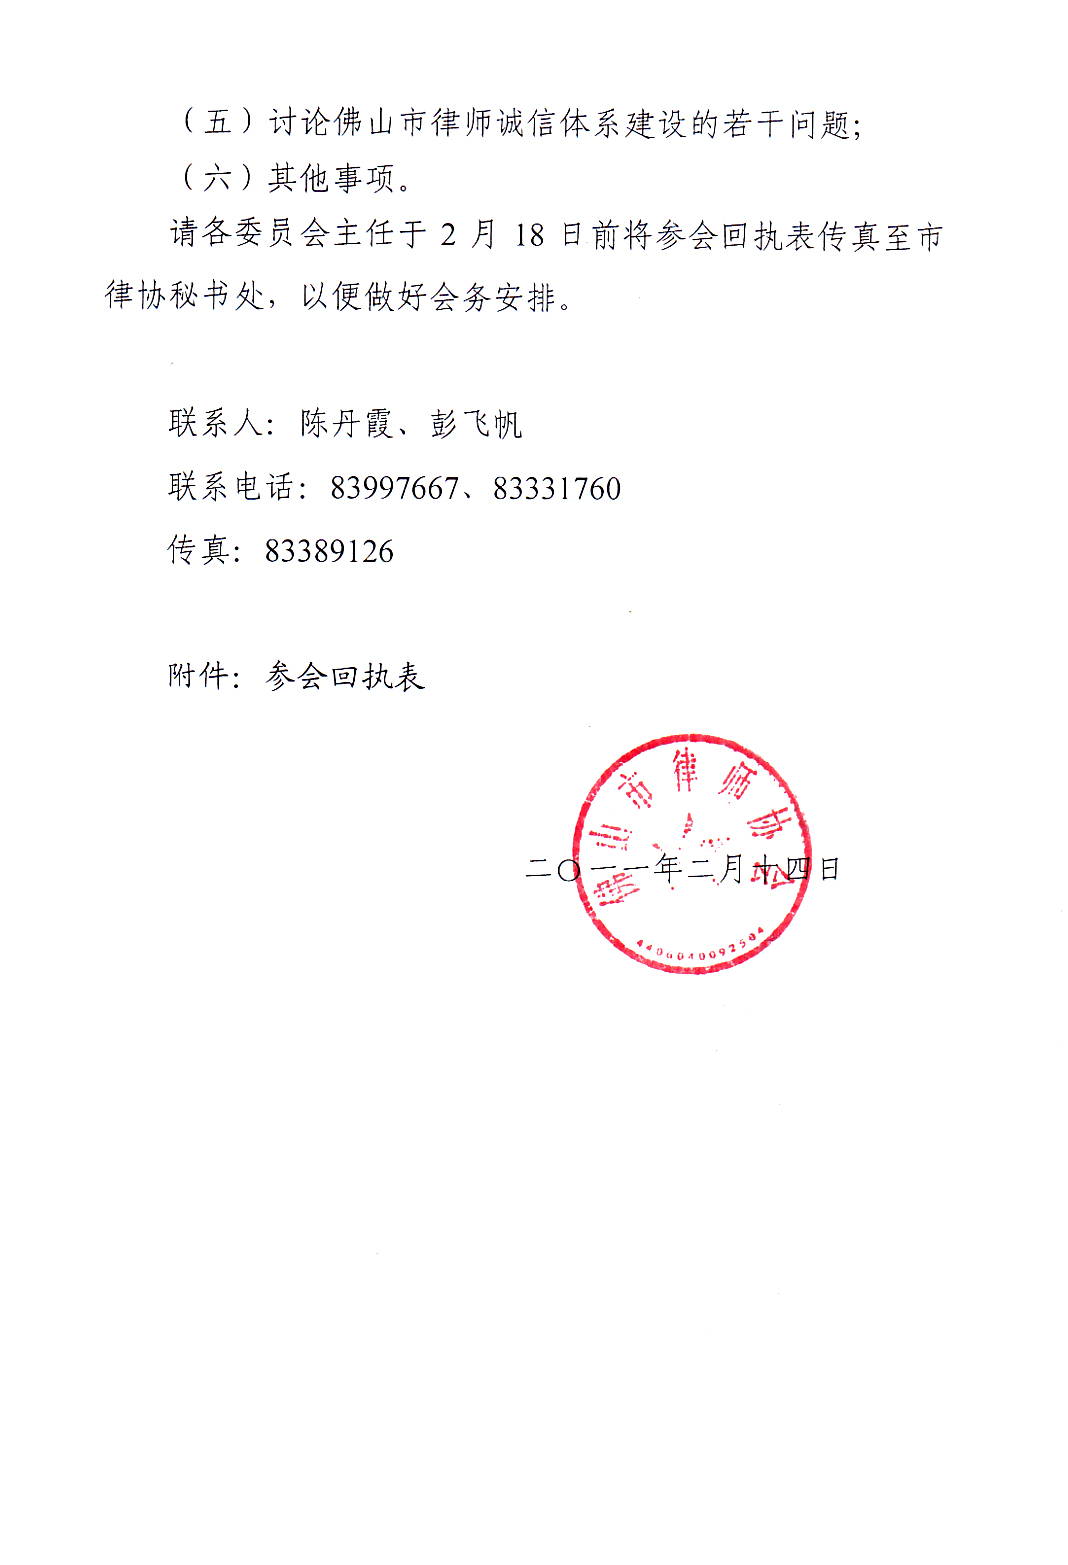 （五）讨论佛山市律师诚信体系建设的若干问题;
（六）其他事项。
请各委员会主任于 2 月 18 日前将参会回执表传真至市
律协秘书处，以便做好会务安排。
联系人：陈丹霞、彭飞帆
联系电话：83997667、83331760
传真：83389126
附件：参会回执表
佛山市律师协会
二〇一一年二月十四日
4406040092504